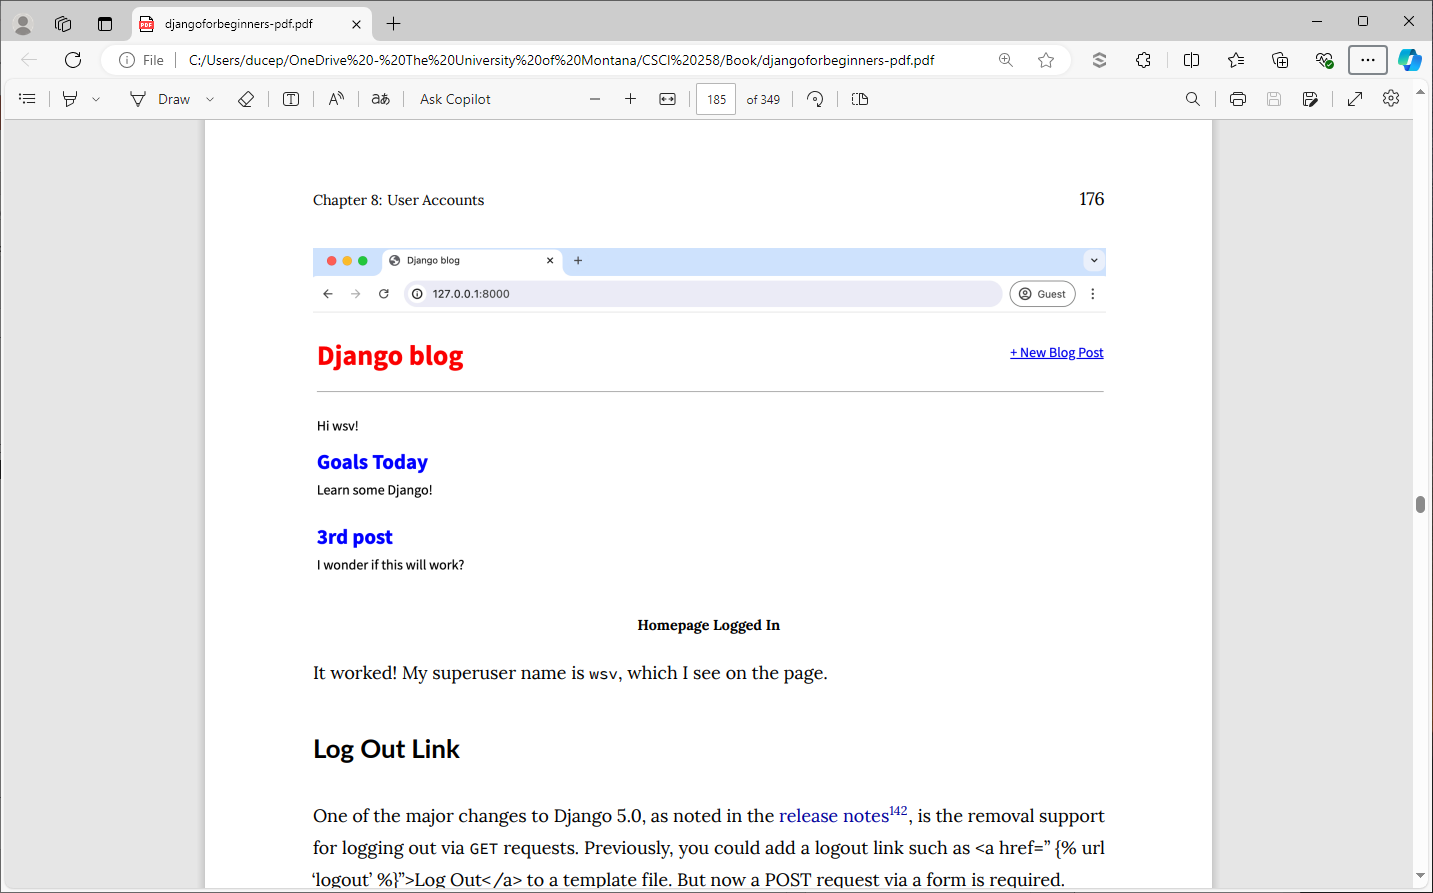 djangoforbeginners-pdf.pdf
File
C:/Users/ducep/OneDrive%20-%20The%20University%20of%20Montana/CSCI%20258/Book/djangoforbeginners-pdf.pdf
Draw
Ask Copilot
185 of 349
Chapter 8: User Accounts 176
Django blog
127.0.0.1:8000
Guest
Django blog
+ New Blog Post
Hi wsv!
Goals Today
Learn some Django!
3rd post
I wonder if this will work?
Homepage Logged In
It worked! My superuser name is wsv, which I see on the page.
Log Out Link
One of the major changes to Django 5.0, as noted in the release notes142, is the removal support
for logging out via GET requests. Previously, you could add a logout link such as <a href=” {% url
‘logout’ %}”>Log Out</a> to a template file. But now a POST request via a form is required.